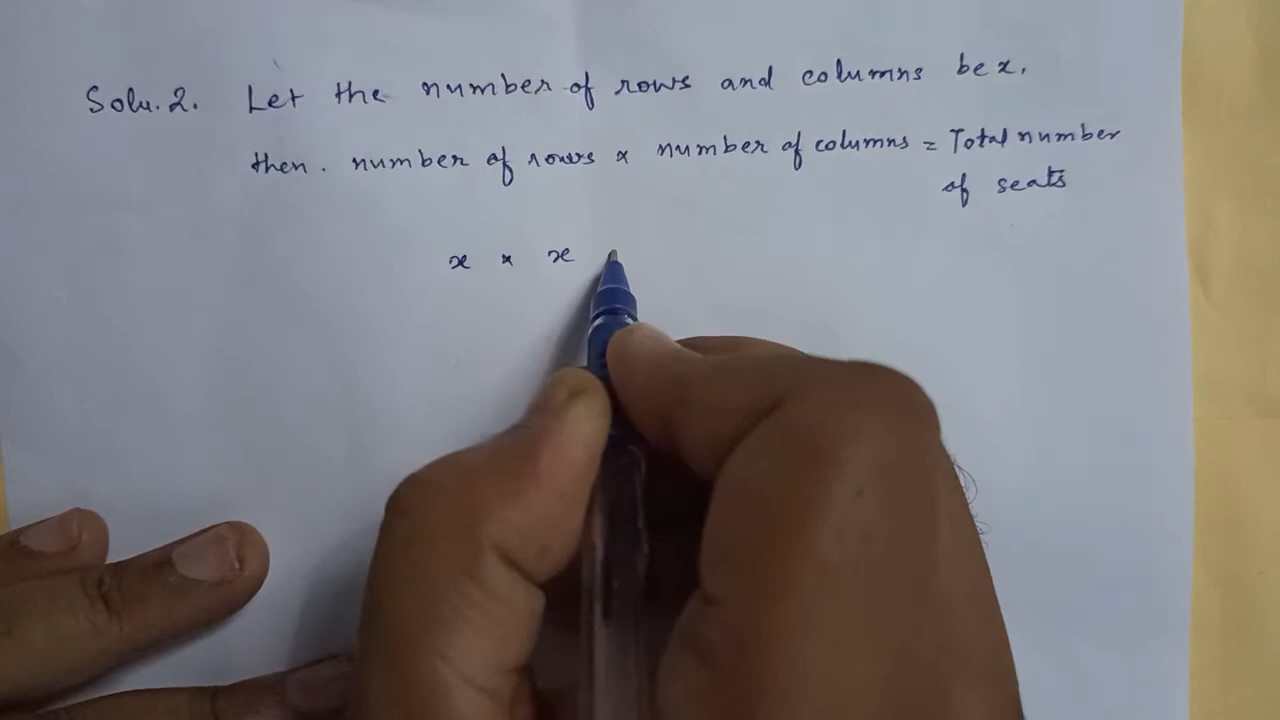 Solu. 2. Let the number of rows and columns be x.
then. number of rows × number of columns = Total number
of seats
x × x